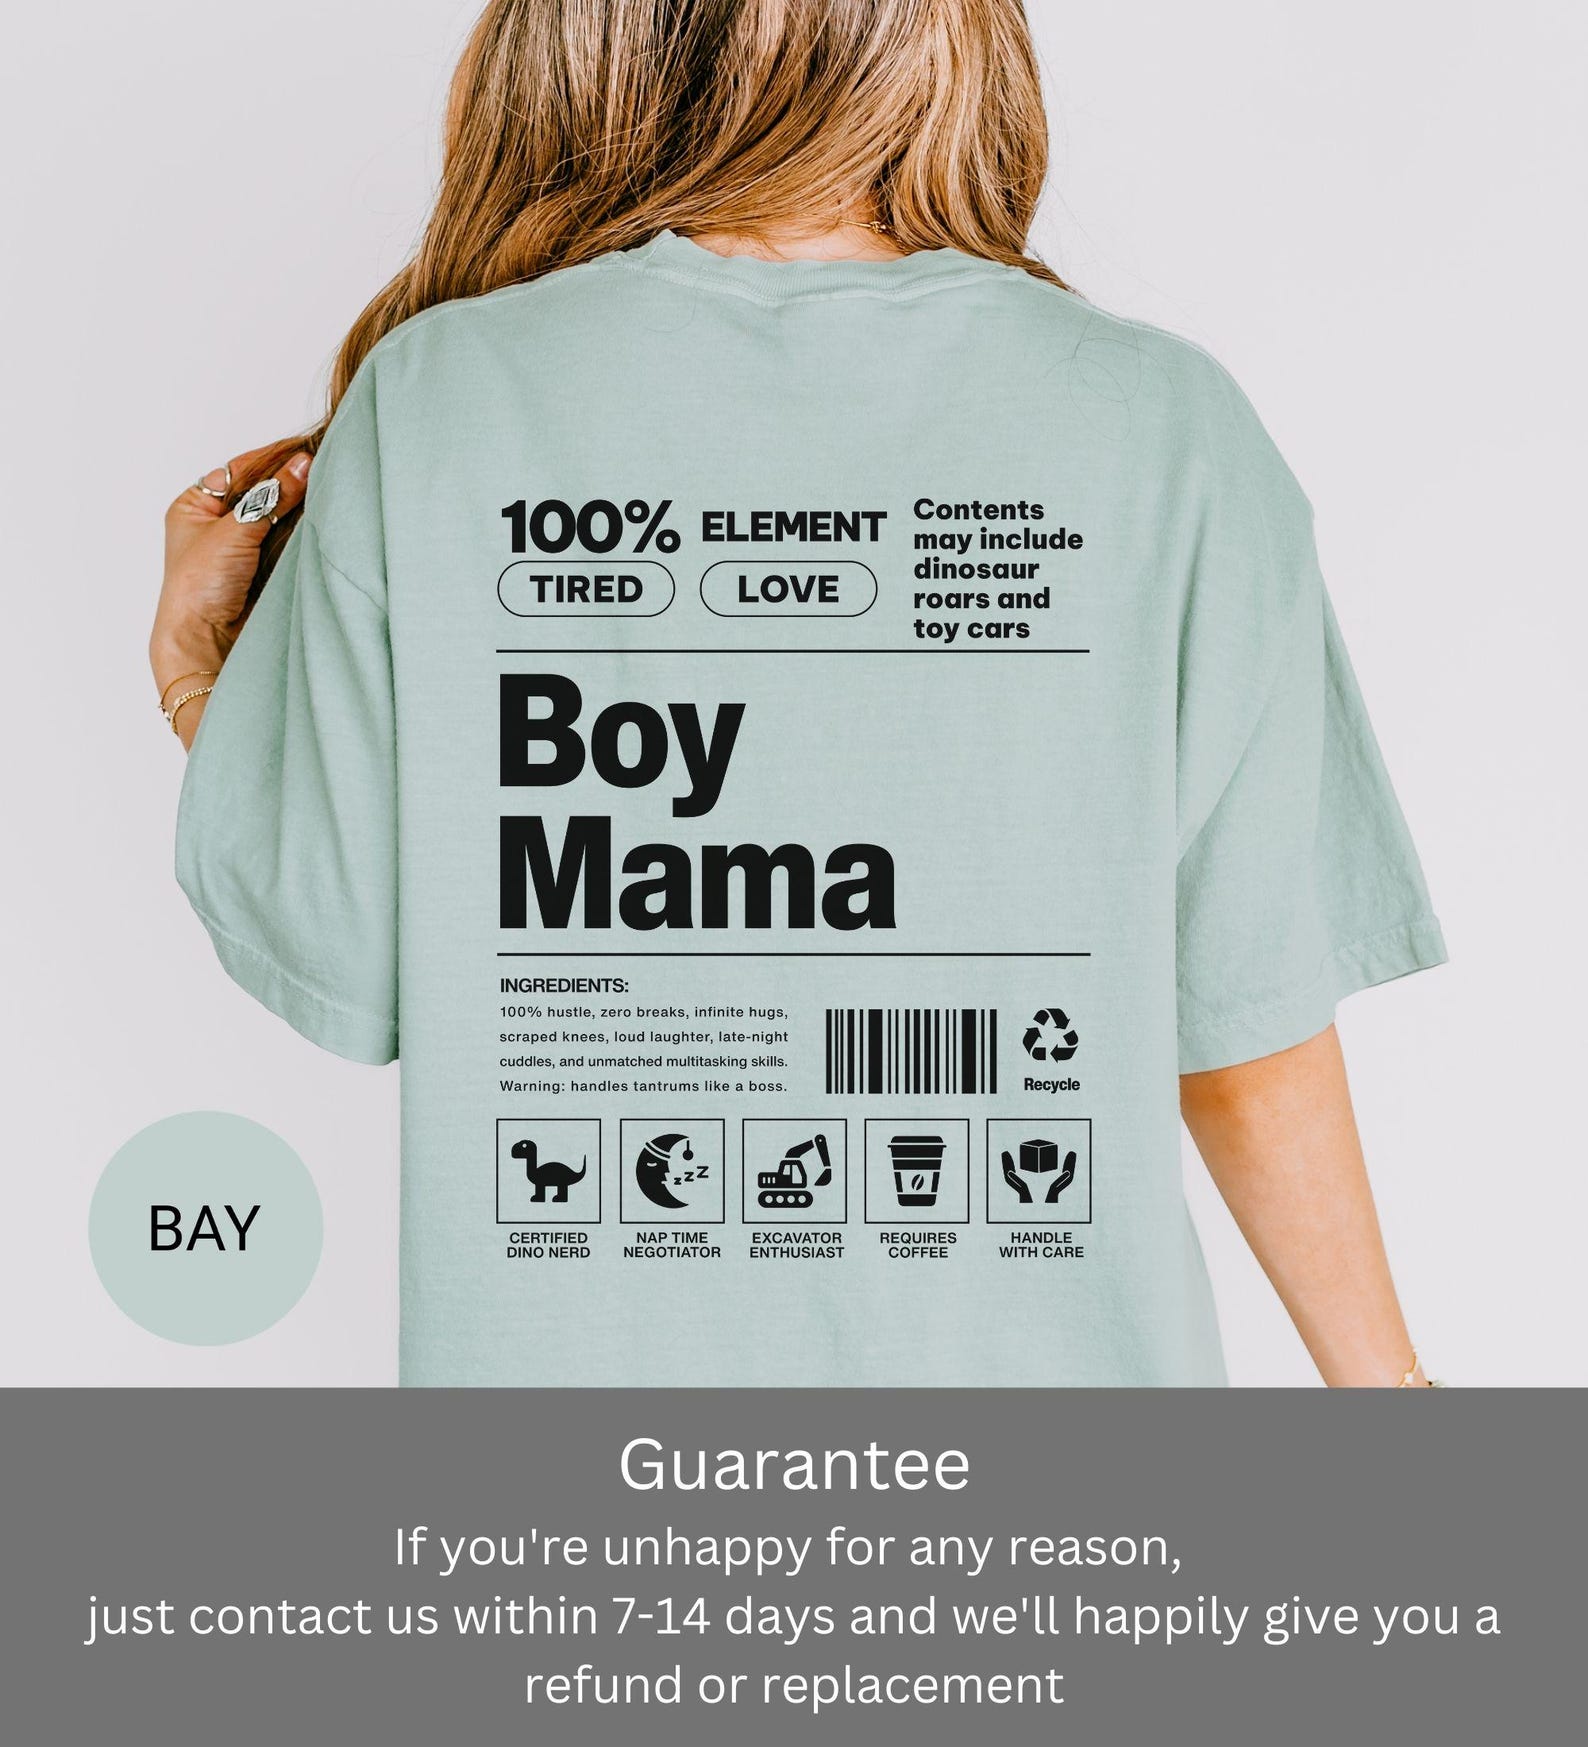 100%
TIRED
ELEMENT
LOVE
Contents
may include
dinosaur
roars and
toy cars
Boy
Mama
INGREDIENTS:
100% hustle, zero breaks, infinite hugs,
scraped knees, loud laughter, late-night
cuddles, and unmatched multitasking skills.
Warning: handles tantrums like a boss.
Recycle
zzZ
CERTIFIED
DINO NERD
NAP TIME
NEGOTIATOR
EXCAVATOR
ENTHUSIAST
REQUIRES
COFFEE
HANDLE
WITH CARE
BAY
Guarantee
If you're unhappy for any reason,
just contact us within 7-14 days and we'll happily give you a
refund or replacement